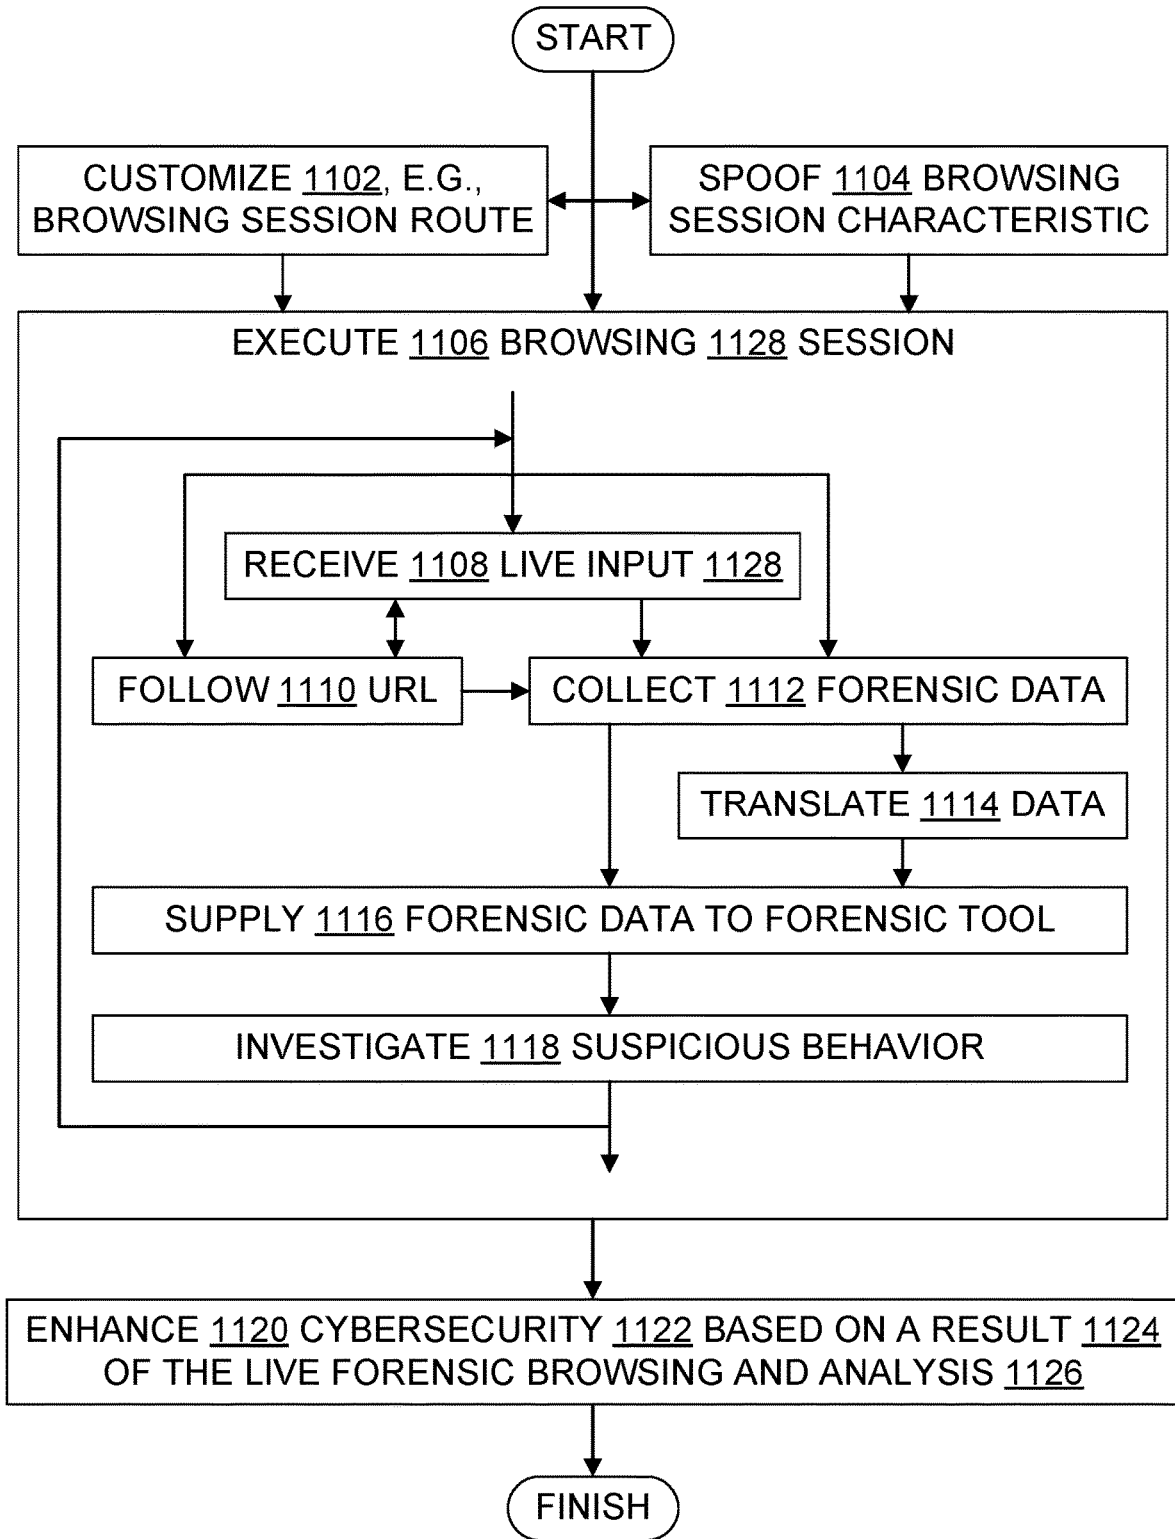 START
CUSTOMIZE 1102, E.G.,
BROWSING SESSION ROUTE
SPOOF 1104 BROWSING
SESSION CHARACTERISTIC
EXECUTE 1106 BROWSING 1128 SESSION
RECEIVE 1108 LIVE INPUT 1128
FOLLOW 1110 URL
COLLECT 1112 FORENSIC DATA
TRANSLATE 1114 DATA
SUPPLY 1116 FORENSIC DATA TO FORENSIC TOOL
INVESTIGATE 1118 SUSPICIOUS BEHAVIOR
ENHANCE 1120 CYBERSECURITY 1122 BASED ON A RESULT 1124
OF THE LIVE FORENSIC BROWSING AND ANALYSIS 1126
FINISH